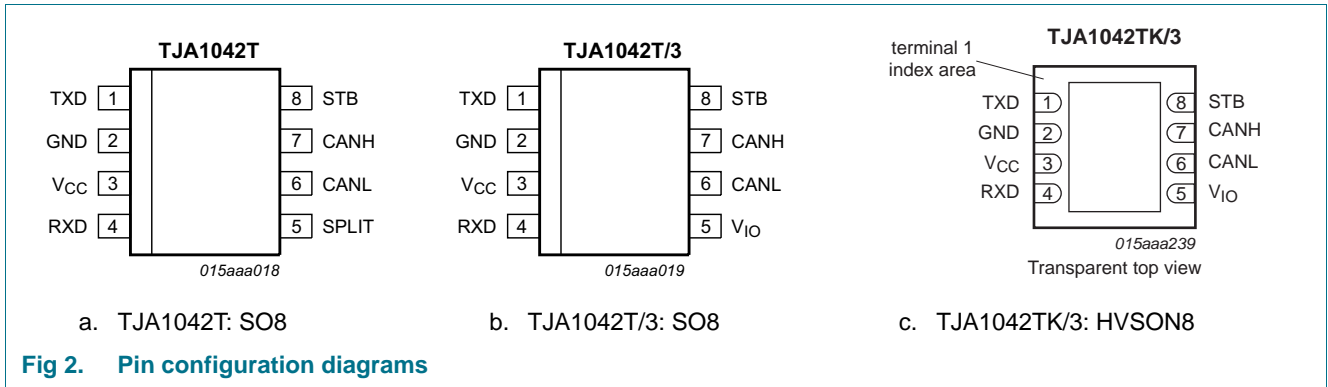 TJA1042T
TXD 1
GND 2
VCC 3
RXD 4
8 STB
7 CANH
6 CANL
5 SPLIT
015aaa018
a. TJA1042T: SO8
TJA1042T/3
TXD 1
GND 2
VCC 3
RXD 4
8 STB
7 CANH
6 CANL
5 VIO
015aaa019
b. TJA1042T/3: SO8
TJA1042TK/3
terminal 1
index area
TXD 1
GND 2
VCC 3
RXD 4
8 STB
7 CANH
6 CANL
5 VIO
015aaa239
Transparent top view
c. TJA1042TK/3: HVSON8
Fig 2. Pin configuration diagrams